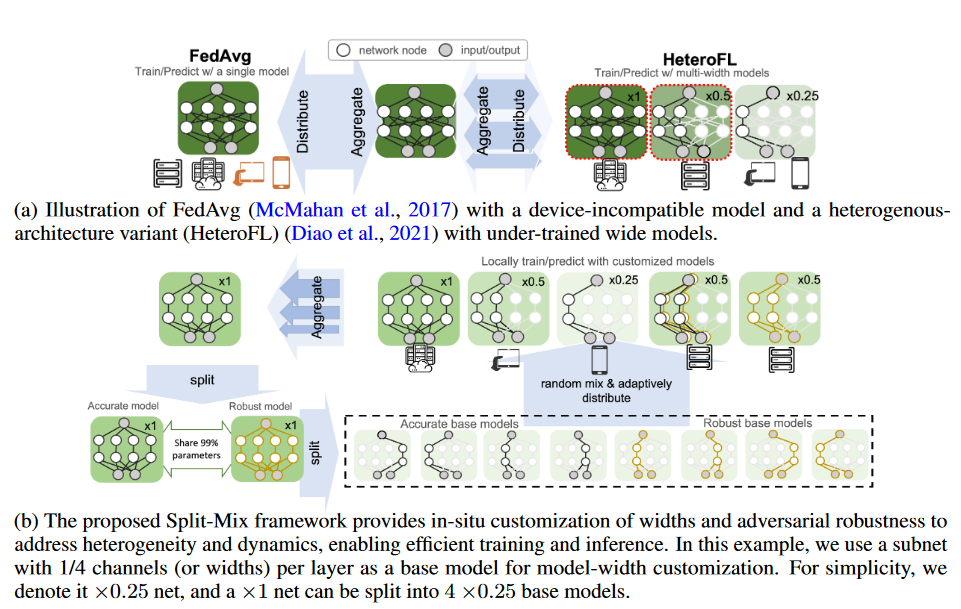 FedAvg
Train/Predict w/ a single model
network node
input/output
HeteroFL
Train/Predict w/ multi-width models
Distribute
Aggregate
Aggregate
Distribute
x1
x0.5
x0.25
(a) Illustration of FedAvg (McMahan et al., 2017) with a device-incompatible model and a heterogenous-
architecture variant (HeteroFL) (Diao et al., 2021) with under-trained wide models.
Locally train/predict with customized models
x1
Aggregate
x1
x0.5
x0.25
x0.5
x0.5
split
random mix & adaptively
distribute
Accurate model
Robust model
x1
Share 99%
parameters
x1
split
Accurate base models
Robust base models
(b) The proposed Split-Mix framework provides in-situ customization of widths and adversarial robustness to
address heterogeneity and dynamics, enabling efficient training and inference. In this example, we use a subnet
with 1/4 channels (or widths) per layer as a base model for model-width customization. For simplicity, we
denote it ×0.25 net, and a ×1 net can be split into 4 ×0.25 base models.